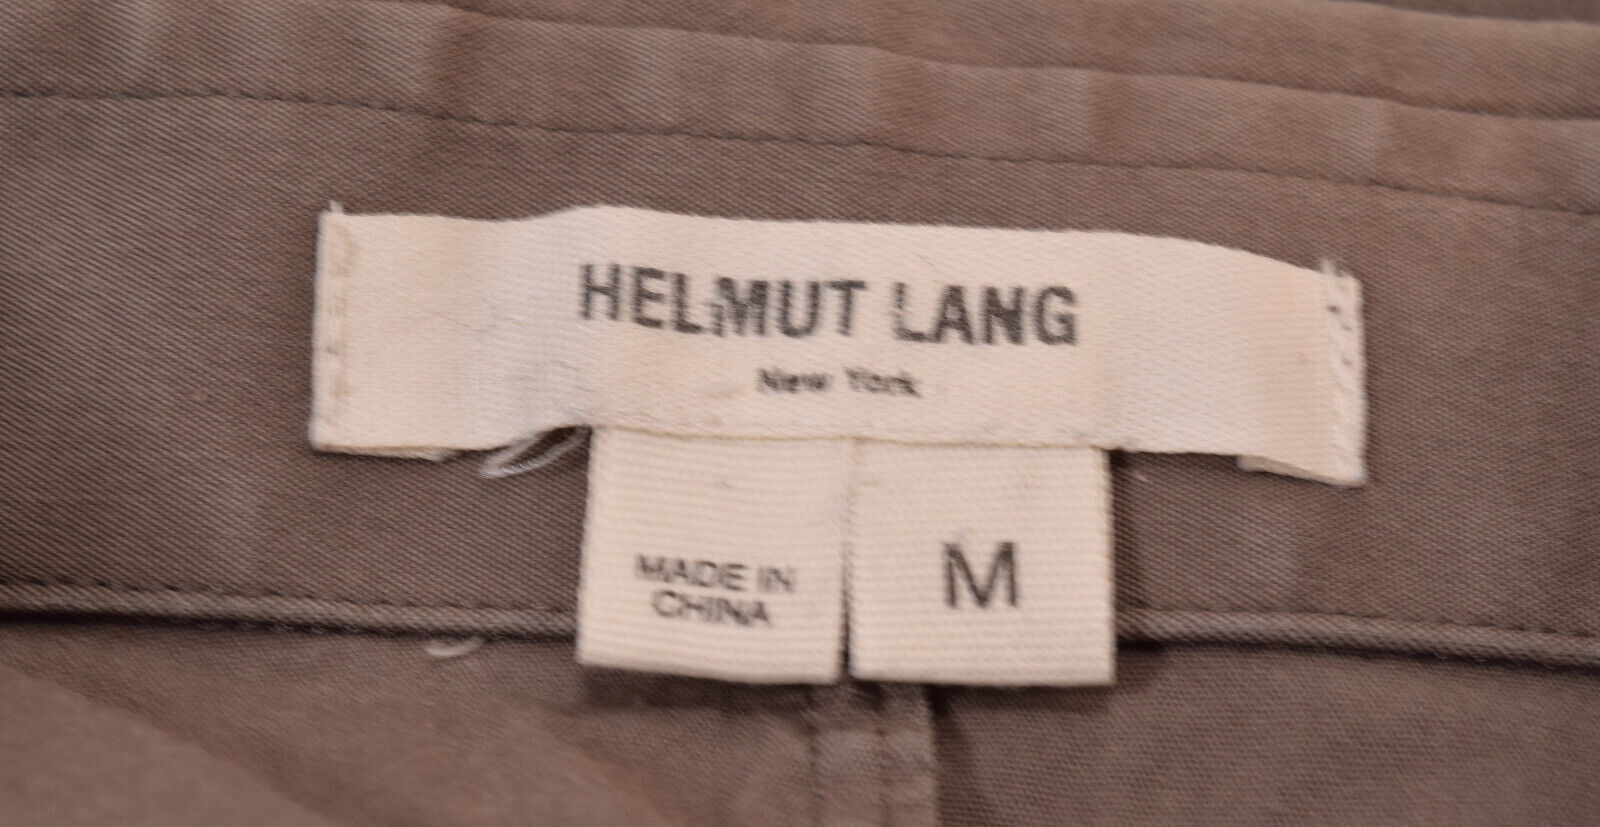 HELMUT LANG
New York
MADE IN
CHINA
M